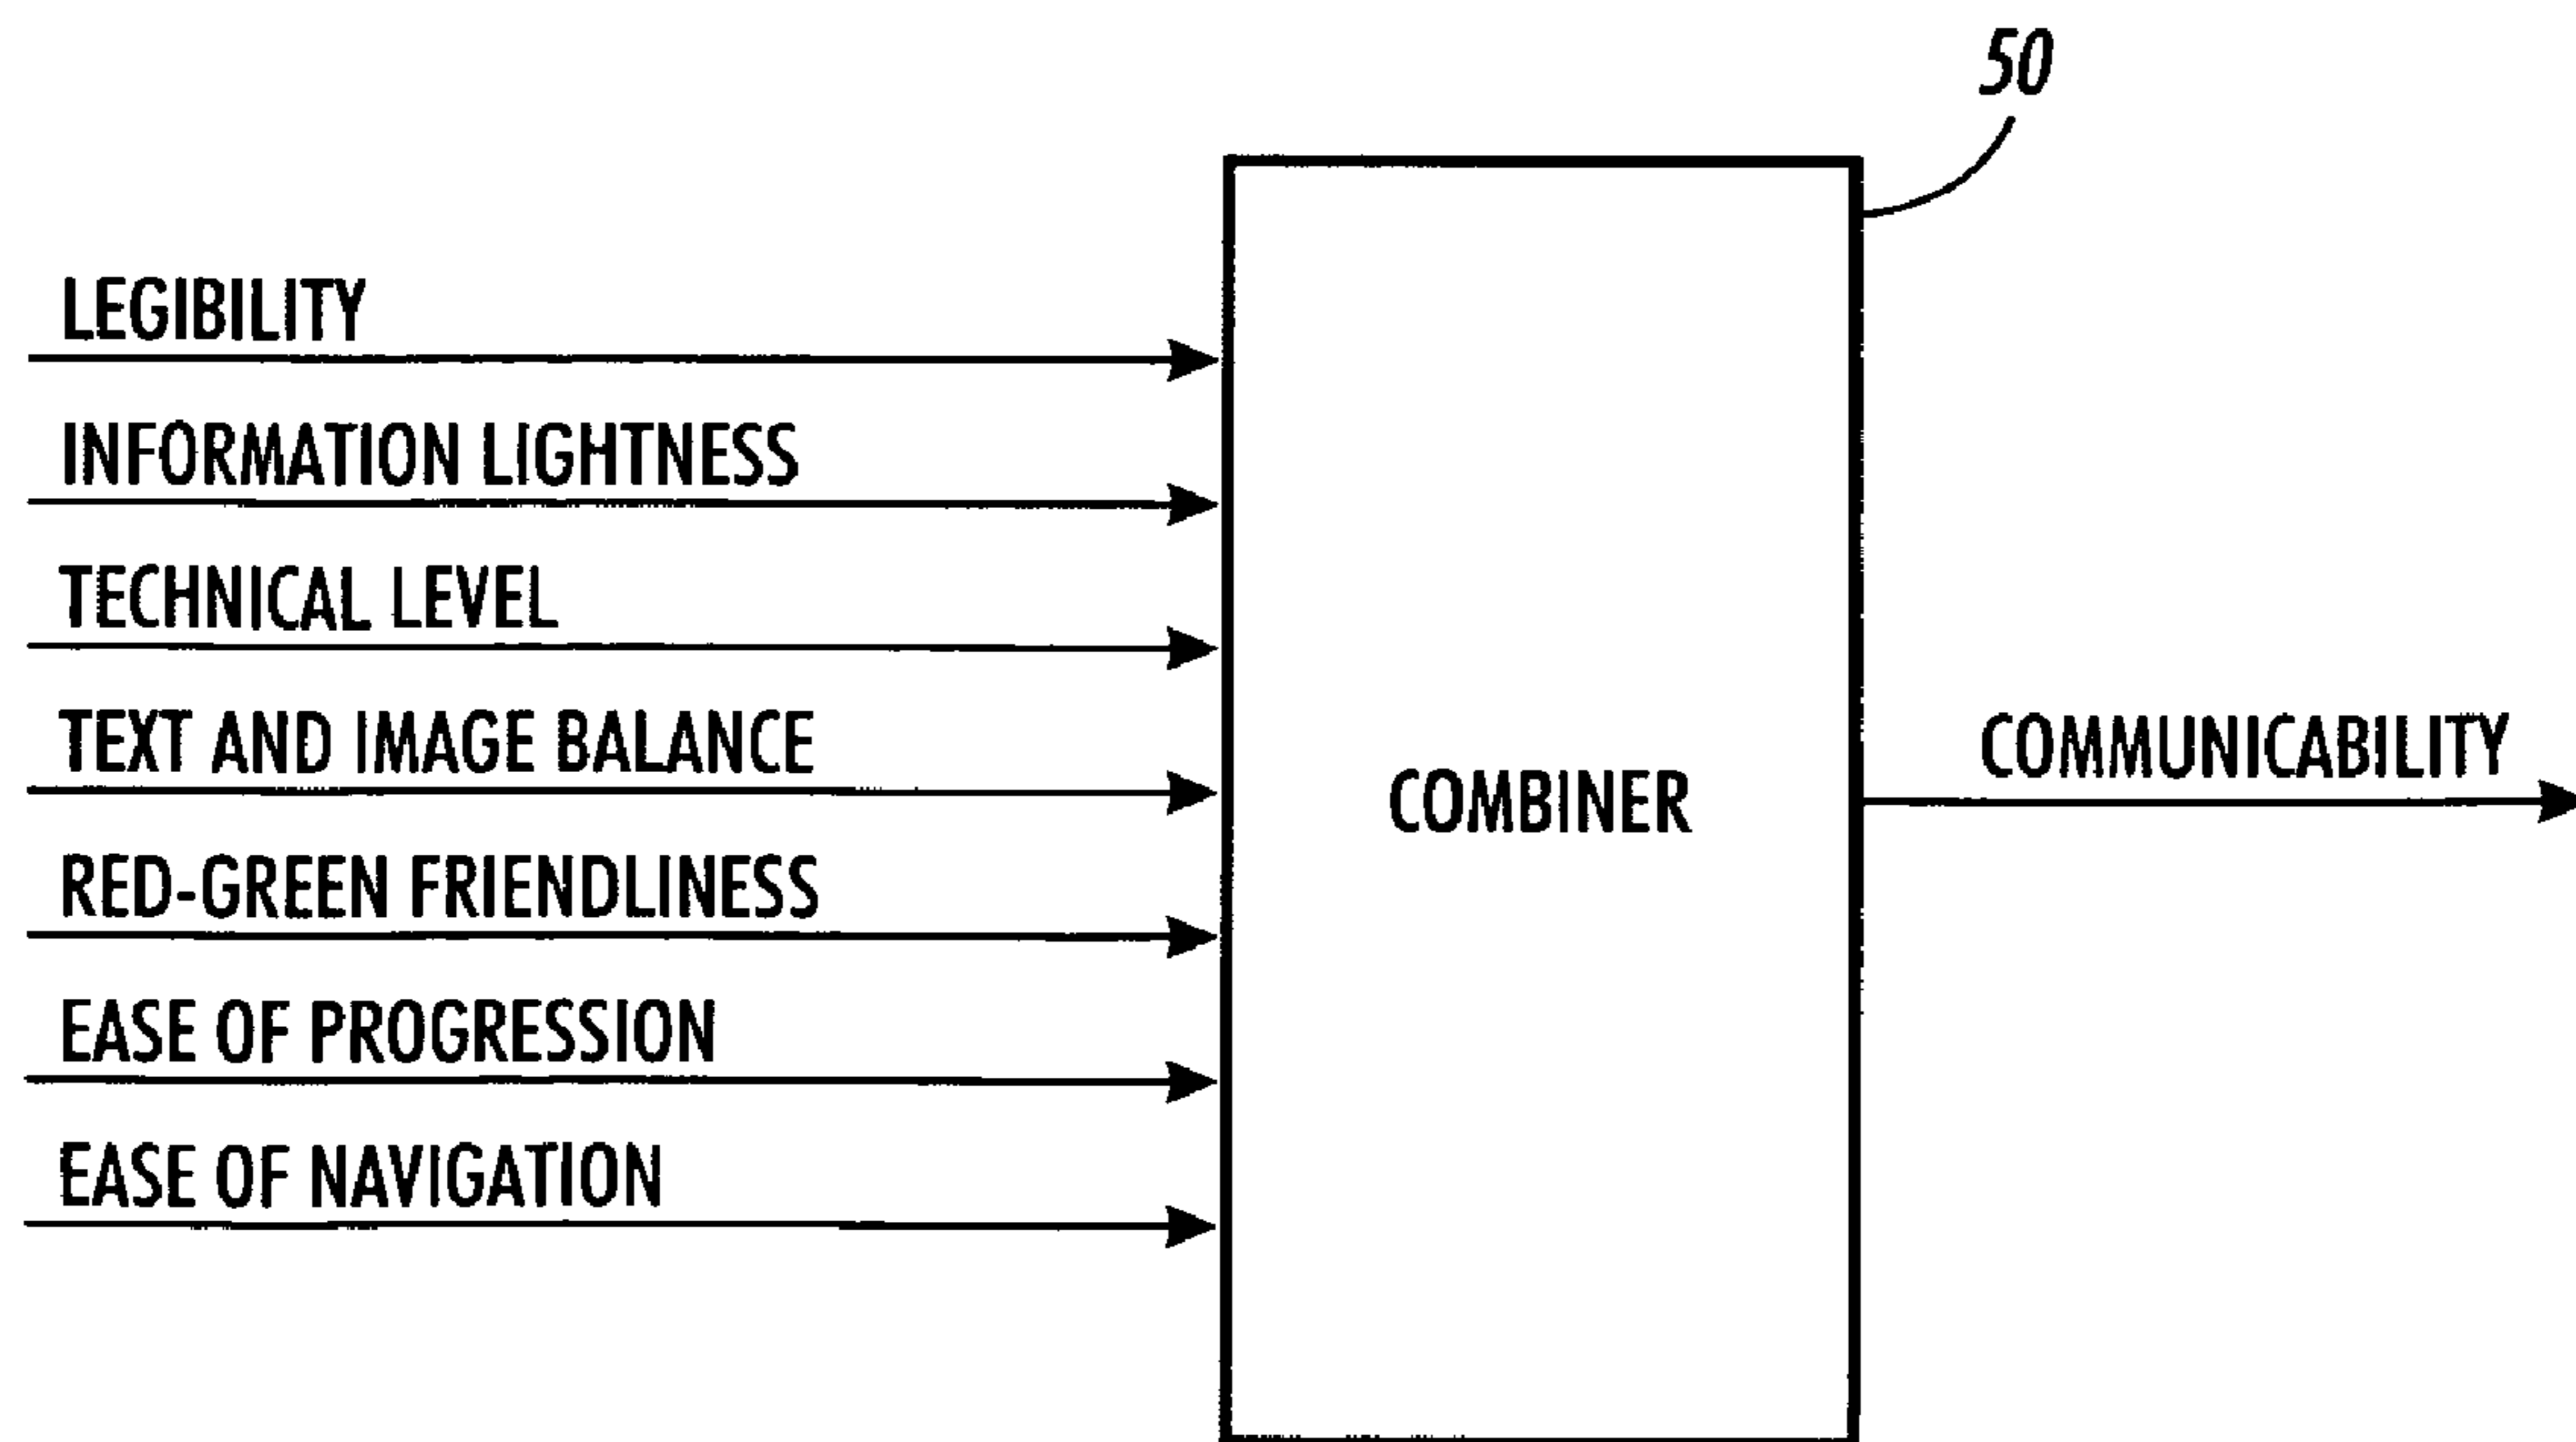 50
LEGIBILITY
INFORMATION LIGHTNESS
TECHNICAL LEVEL
TEXT AND IMAGE BALANCE
RED-GREEN FRIENDLINESS
EASE OF PROGRESSION
EASE OF NAVIGATION
COMBINER
COMMUNICABILITY